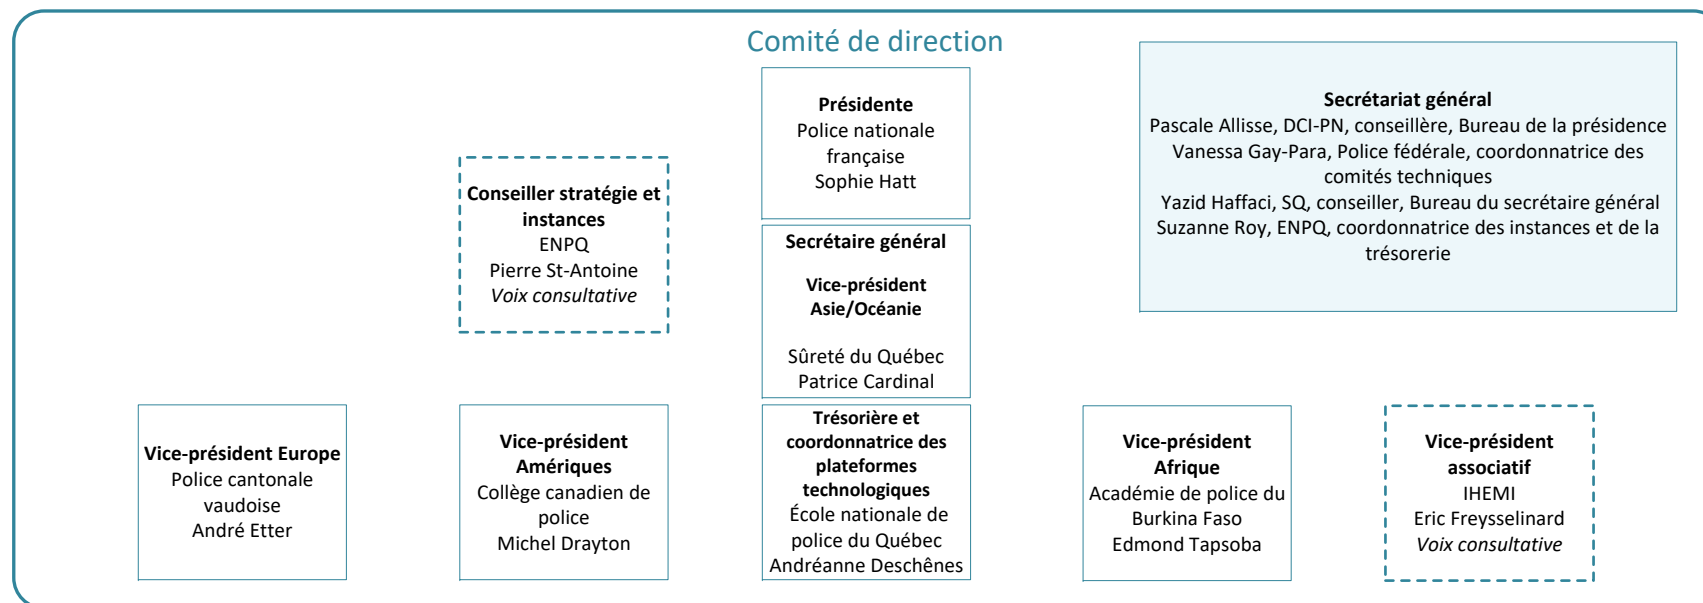 Comité de direction
Présidente
Police nationale
française
Sophie Hatt
Secrétariat général
Pascale Allisse, DCI-PN, conseillère, Bureau de la présidence
Vanessa Gay-Para, Police fédérale, coordonnatrice des
comités techniques
Yazid Haffaci, SQ, conseiller, Bureau du secrétaire général
Suzanne Roy, ENPQ, coordonnatrice des instances et de la
trésorerie
Conseiller stratégie et
instances
ENPQ
Pierre St-Antoine
Voix consultative
Secrétaire général
Vice-président
Asie/Océanie
Sûreté du Québec
Patrice Cardinal
Vice-président Europe
Police cantonale
vaudoise
André Etter
Vice-président
Amériques
Collège canadien de
police
Michel Drayton
Trésorière et
coordonnatrice des
plateformes
technologiques
École nationale de
police du Québec
Andréanne Deschênes
Vice-président
Afrique
Académie de police du
Burkina Faso
Edmond Tapsoba
Vice-président
associatif
IHEMI
Eric Freysselinard
Voix consultative